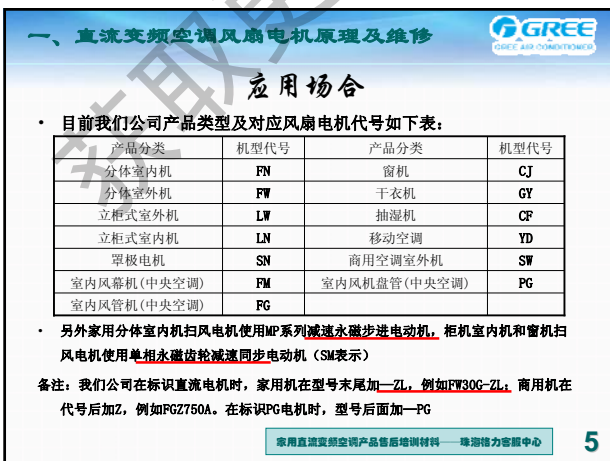 一、直流变频空调风扇电机原理及维修
GREE
GREE AIR CONDITIONER
应用场合
• 目前我们公司产品类型及对应风扇电机代号如下表：
产品分类 机型代号 产品分类 机型代号
分体室内机 FN 窗机 CJ
分体室外机 FW 干衣机 GY
立柜式室外机 LW 抽湿机 CF
立柜式室内机 LN 移动空调 YD
罩极电机 SN 商用空调室外机 SW
室内风幕机(中央空调) FM 室内风机盘管(中央空调) PG
室内风管机(中央空调) FG
• 另外家用分体室内机扫风电机使用MP系列减速永磁步进电动机，柜机室内机和窗机扫
风电机使用单相永磁齿轮减速同步电动机（SM表示）
备注：我们公司在标识直流电机时，家用机在型号末尾加—ZL，例如FW30G-ZL；商用机在
代号后加Z，例如FGZ750A。在标识PG电机时，型号后面加—PG
家用直流变频空调产品售后培训材料——珠海格力客服中心
5
获取更